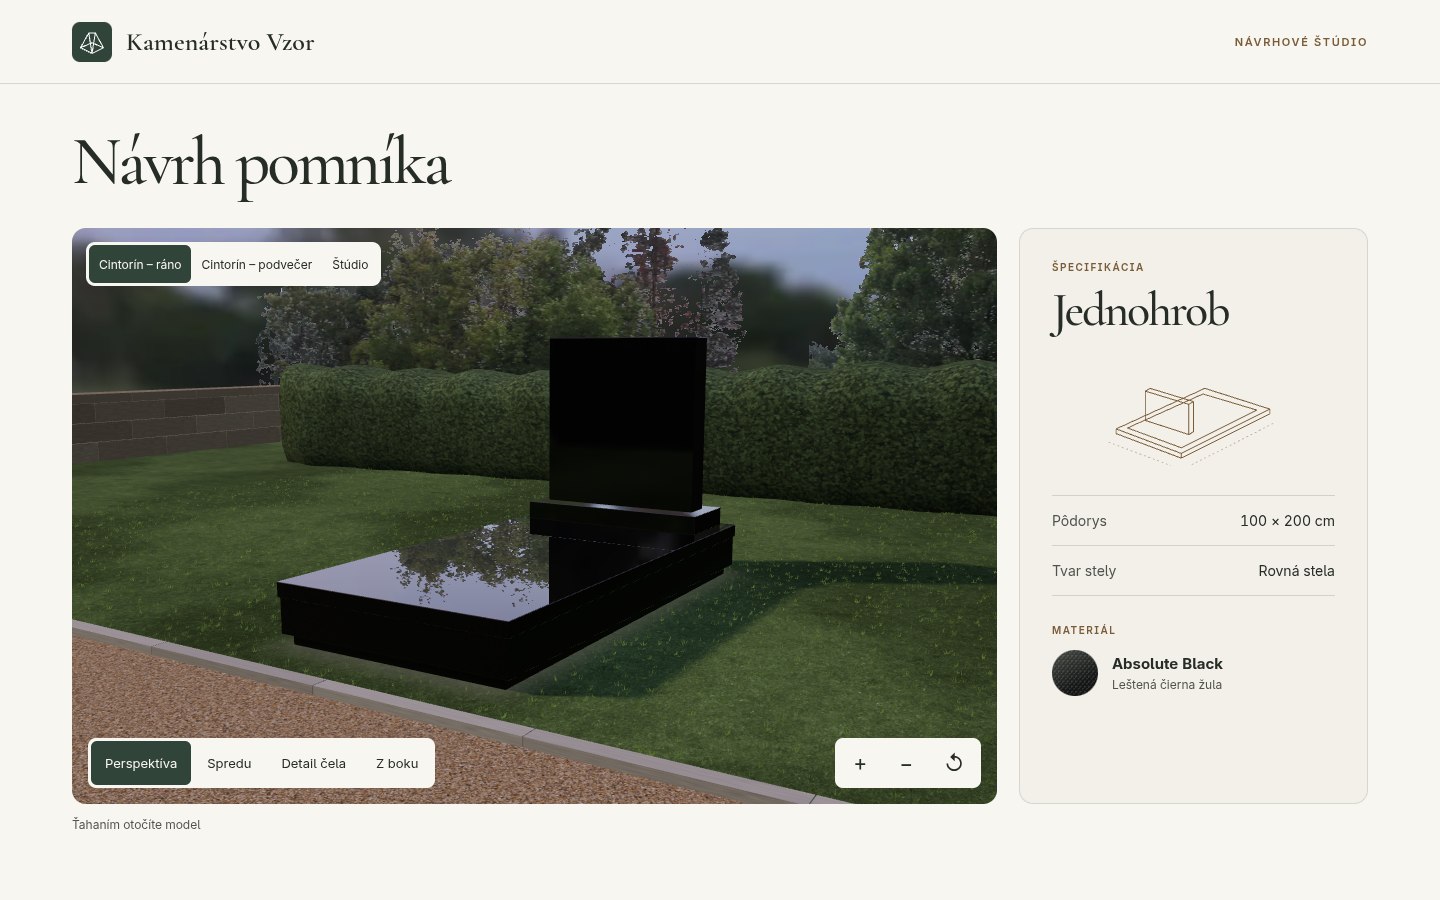 Kamenárstvo Vzor
NÁVRHOVÉ ŠTÚDIO
Návrh pomníka
Cintorín – ráno
Cintorín – podvečer
Štúdio
Perspektíva
Spredu
Detail čela
Z boku
+
−
Ťahaním otočíte model
ŠPECIFIKÁCIA
Jednohrob
Pôdorys
100 × 200 cm
Tvar stely
Rovná stela
MATERIÁL
Absolute Black
Leštená čierna žula